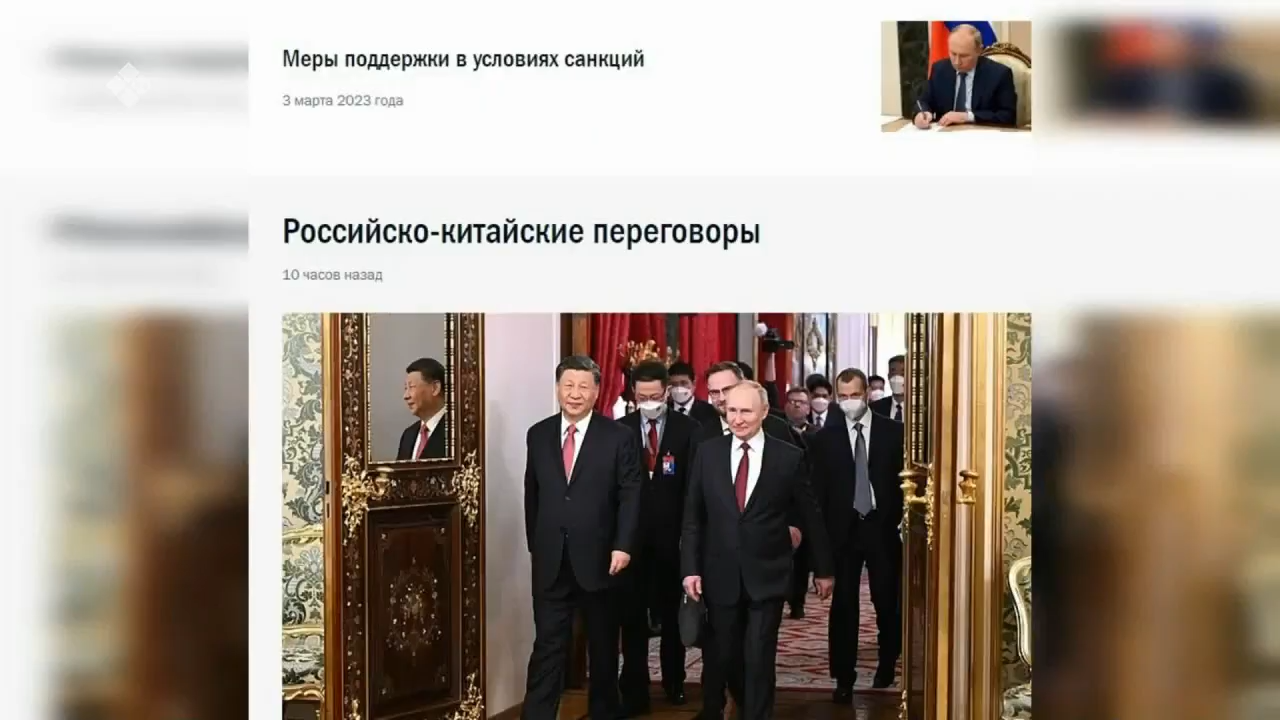 Меры поддержки в условиях санкций
3 марта 2023 года
Российско-китайские переговоры
10 часов назад